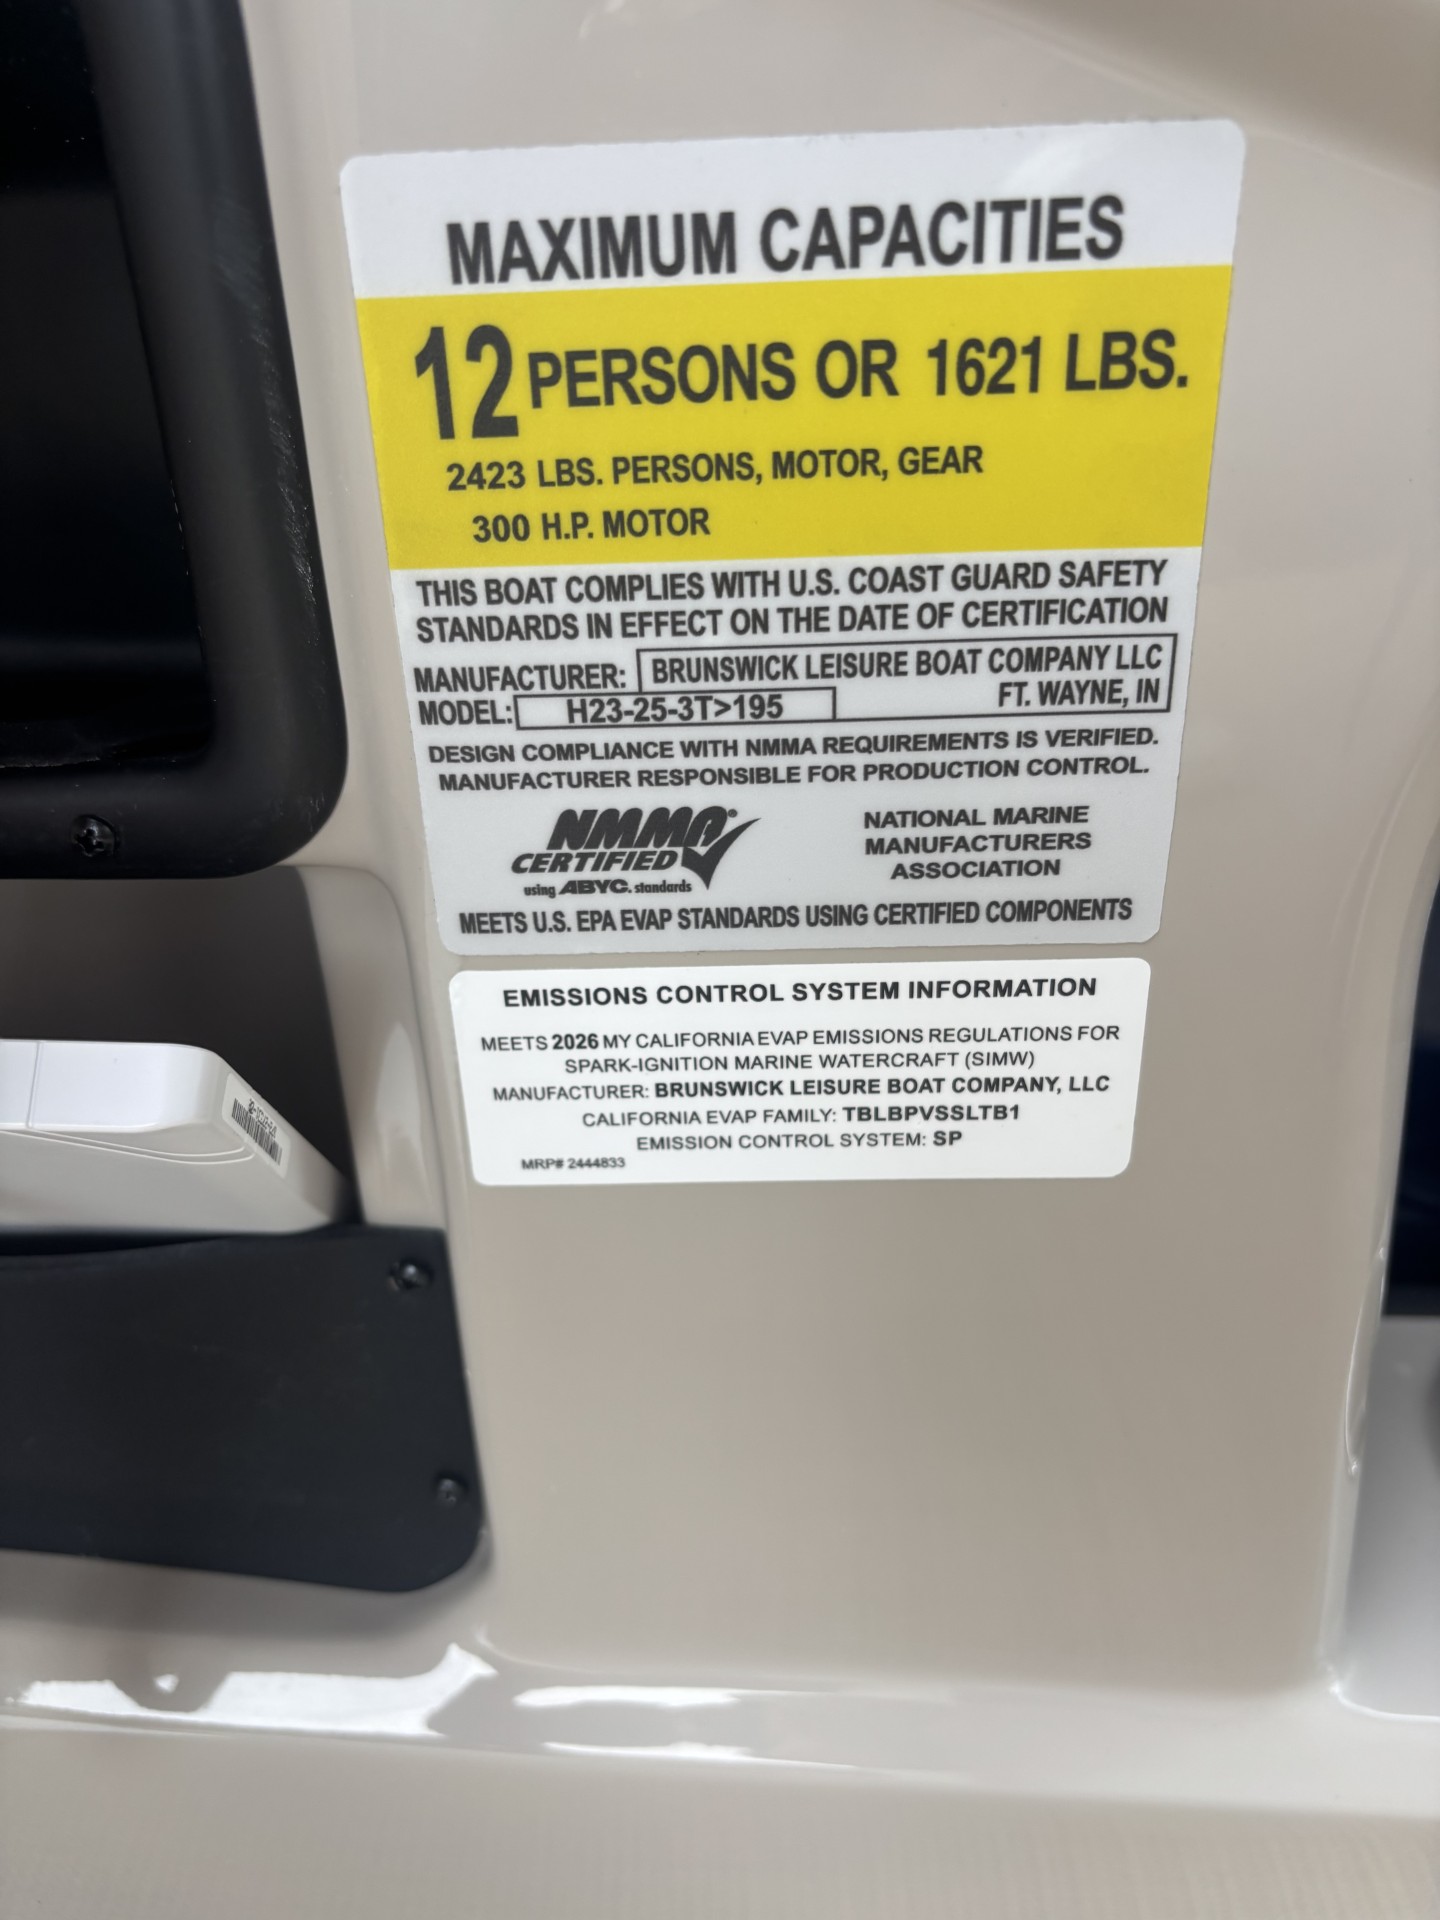 MAXIMUM CAPACITIES
12 PERSONS OR 1621 LBS.
2423 LBS. PERSONS, MOTOR, GEAR
300 H.P. MOTOR
THIS BOAT COMPLIES WITH U.S. COAST GUARD SAFETY
STANDARDS IN EFFECT ON THE DATE OF CERTIFICATION
MANUFACTURER: BRUNSWICK LEISURE BOAT COMPANY LLC
MODEL: H23-25-3T>195 FT. WAYNE, IN
DESIGN COMPLIANCE WITH NMMA REQUIREMENTS IS VERIFIED.
MANUFACTURER RESPONSIBLE FOR PRODUCTION CONTROL.
NMMA®
CERTIFIED
using ABYC. standards
NATIONAL MARINE
MANUFACTURERS
ASSOCIATION
MEETS U.S. EPA EVAP STANDARDS USING CERTIFIED COMPONENTS
EMISSIONS CONTROL SYSTEM INFORMATION
MEETS 2026 MY CALIFORNIA EVAP EMISSIONS REGULATIONS FOR
SPARK-IGNITION MARINE WATERCRAFT (SIMW)
MANUFACTURER: BRUNSWICK LEISURE BOAT COMPANY, LLC
CALIFORNIA EVAP FAMILY: TBLBPVSSLTB1
EMISSION CONTROL SYSTEM: SP
MRP# 2444833